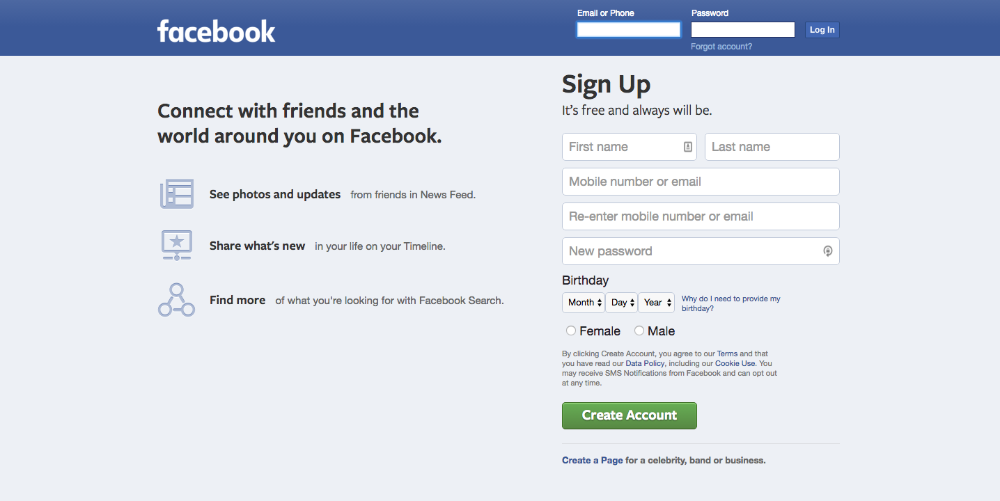 facebook
Email or Phone
Password
Log In
Forgot account?
Connect with friends and the
world around you on Facebook.
See photos and updates from friends in News Feed.
Share what's new in your life on your Timeline.
Find more of what you're looking for with Facebook Search.
Sign Up
It's free and always will be.
First name
Last name
Mobile number or email
Re-enter mobile number or email
New password
Birthday
Month Day Year
Why do I need to provide my
birthday?
Female Male
By clicking Create Account, you agree to our Terms and that
you have read our Data Policy, including our Cookie Use. You
may receive SMS Notifications from Facebook and can opt out
at any time.
Create Account
Create a Page for a celebrity, band or business.